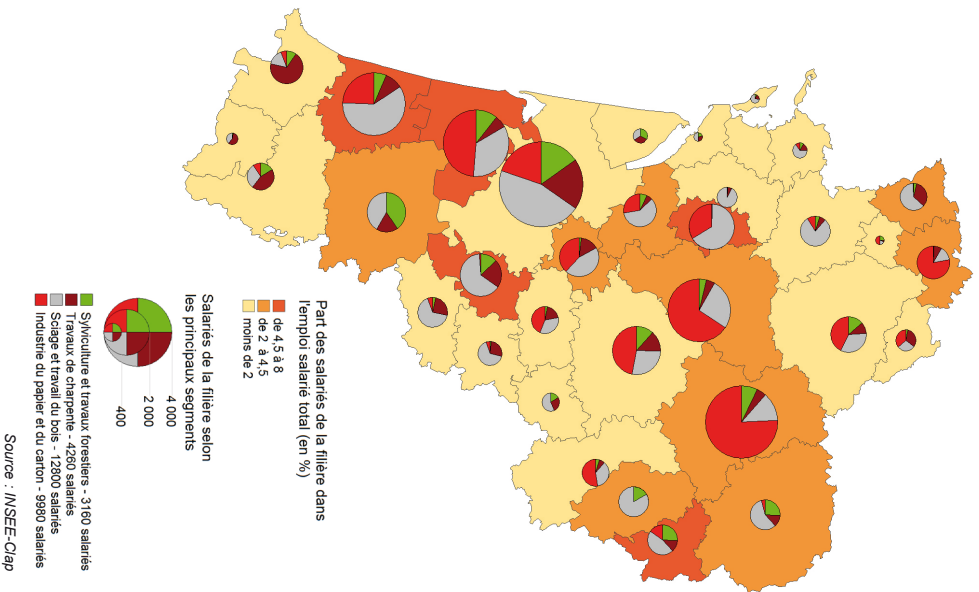 Part des salariés de la filière dans
l'emploi salarié total (en %)
de 4,5 à 8
de 2 à 4,5
moins de 2
Salariés de la filière selon
les principaux segments
4 000
2 000
400
Sylviculture et travaux forestiers - 3160 salariés
Travaux de charpente - 4260 salariés
Sciage et travail du bois - 12800 salariés
Industrie du papier et du carton - 9980 salariés
Source : INSEE-Clap